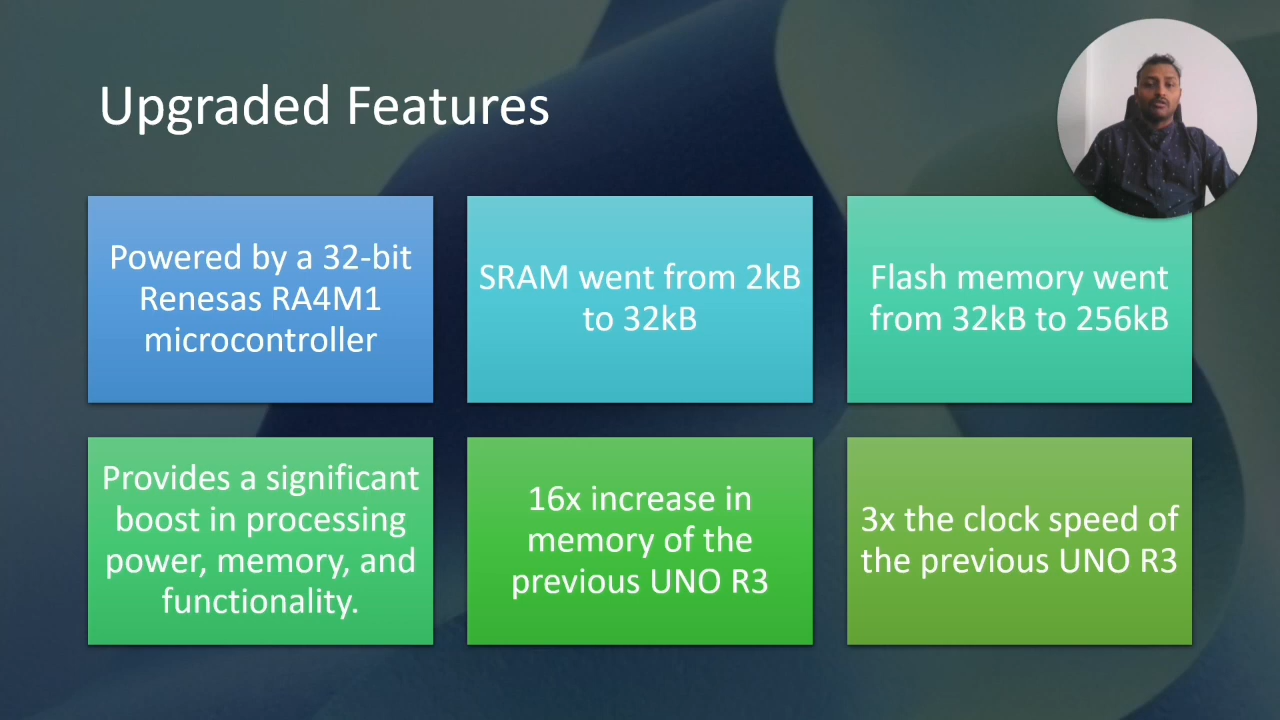 Upgraded Features
Powered by a 32-bit
Renesas RA4M1
microcontroller
SRAM went from 2kB
to 32kB
Flash memory went
from 32kB to 256kB
Provides a significant
boost in processing
power, memory, and
functionality.
16x increase in
memory of the
previous UNO R3
3x the clock speed of
the previous UNO R3